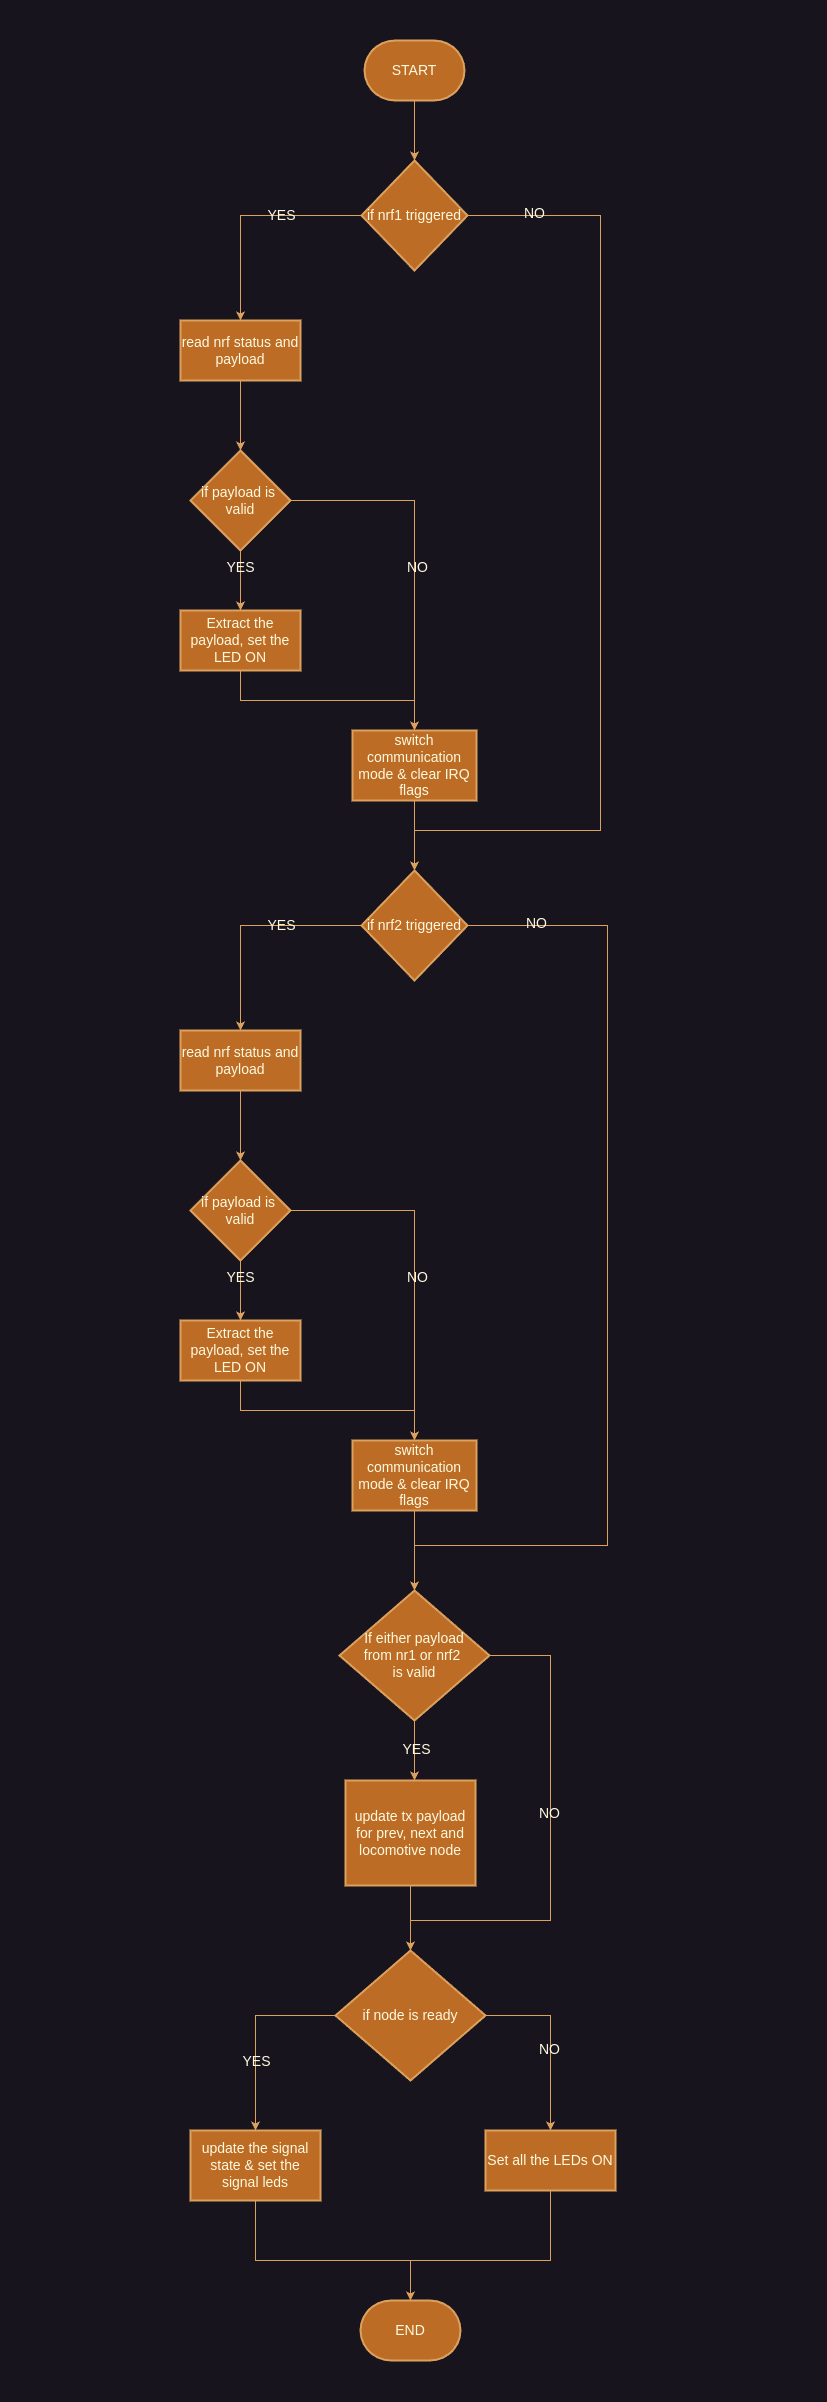 START
if nrf1 triggered
YES
NO
read nrf status and
payload
if payload is
valid
YES
NO
Extract the
payload, set the
LED ON
switch
communication
mode & clear IRQ
flags
if nrf2 triggered
YES
NO
read nrf status and
payload
if payload is
valid
YES
NO
Extract the
payload, set the
LED ON
switch
communication
mode & clear IRQ
flags
If either payload
from nr1 or nrf2
is valid
YES
NO
update tx payload
for prev, next and
locomotive node
if node is ready
YES
NO
update the signal
state & set the
signal leds
Set all the LEDs ON
END